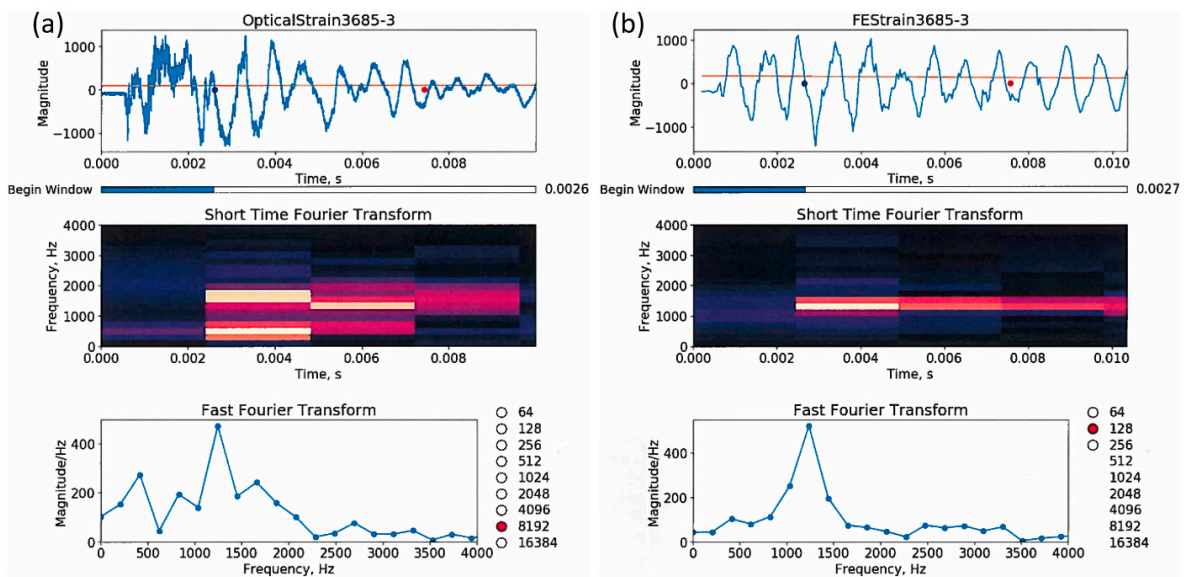 (a)
OpticalStrain3685-3
1000
0
−1000
Magnitude
0.000 0.002 0.004 0.006 0.008
Time, s
Begin Window 0.0026
Short Time Fourier Transform
4000
3000
2000
1000
0
Frequency, Hz
0.000 0.002 0.004 0.006 0.008
Time, s
Fast Fourier Transform
400
200
0
Magnitude/Hz
0 500 1000 1500 2000 2500 3000 3500 4000
Frequency, Hz
64
128
256
512
1024
2048
4096
8192
16384
(b)
FEStrain3685-3
1000
0
−1000
Magnitude
0.000 0.002 0.004 0.006 0.008 0.010
Time, s
Begin Window 0.0027
Short Time Fourier Transform
4000
3000
2000
1000
0
Frequency, Hz
0.000 0.002 0.004 0.006 0.008 0.010
Time, s
Fast Fourier Transform
400
200
0
Magnitude/Hz
0 500 1000 1500 2000 2500 3000 3500 4000
Frequency, Hz
64
128
256
512
1024
2048
4096
8192
16384